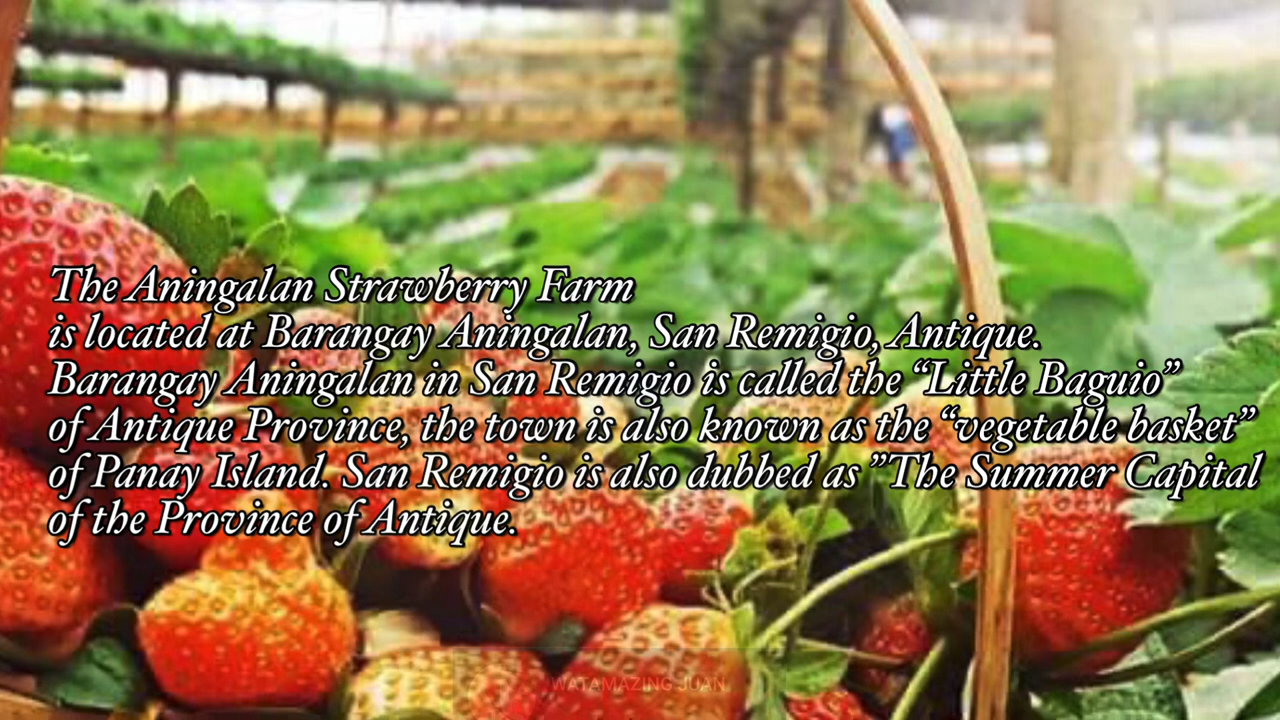 The Aningalan Strawberry Farm
is located at Barangay Aningalan, San Remigio, Antique.
Barangay Aningalan in San Remigio is called the “Little Baguio”
of Antique Province, the town is also known as the “vegetable basket”
of Panay Island. San Remigio is also dubbed as ”The Summer Capital
of the Province of Antique.
WATAMAZING JUAN